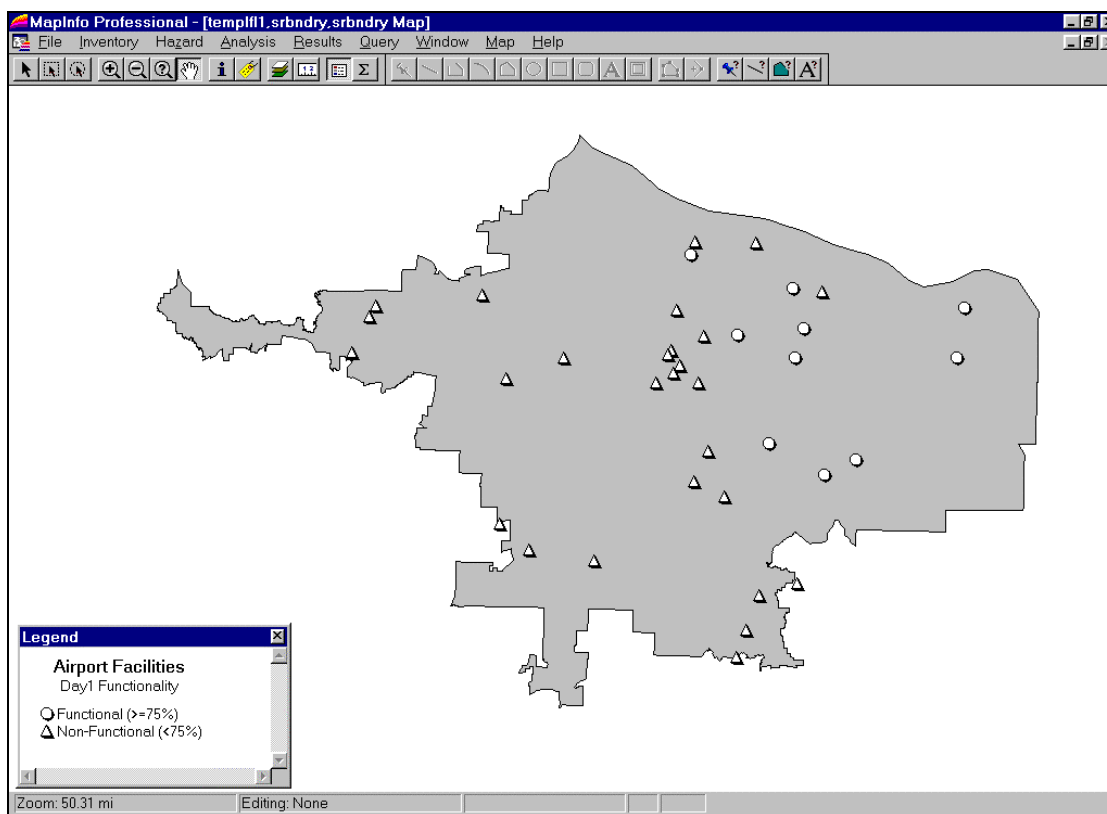 MapInfo Professional - [templfl1,srbndry,srbndry Map]
File Inventory Hazard Analysis Results Query Window Map Help
Legend
Airport Facilities
Day1 Functionality
Functional (>=75%)
Non-Functional (<75%)
Zoom: 50.31 mi Editing: None